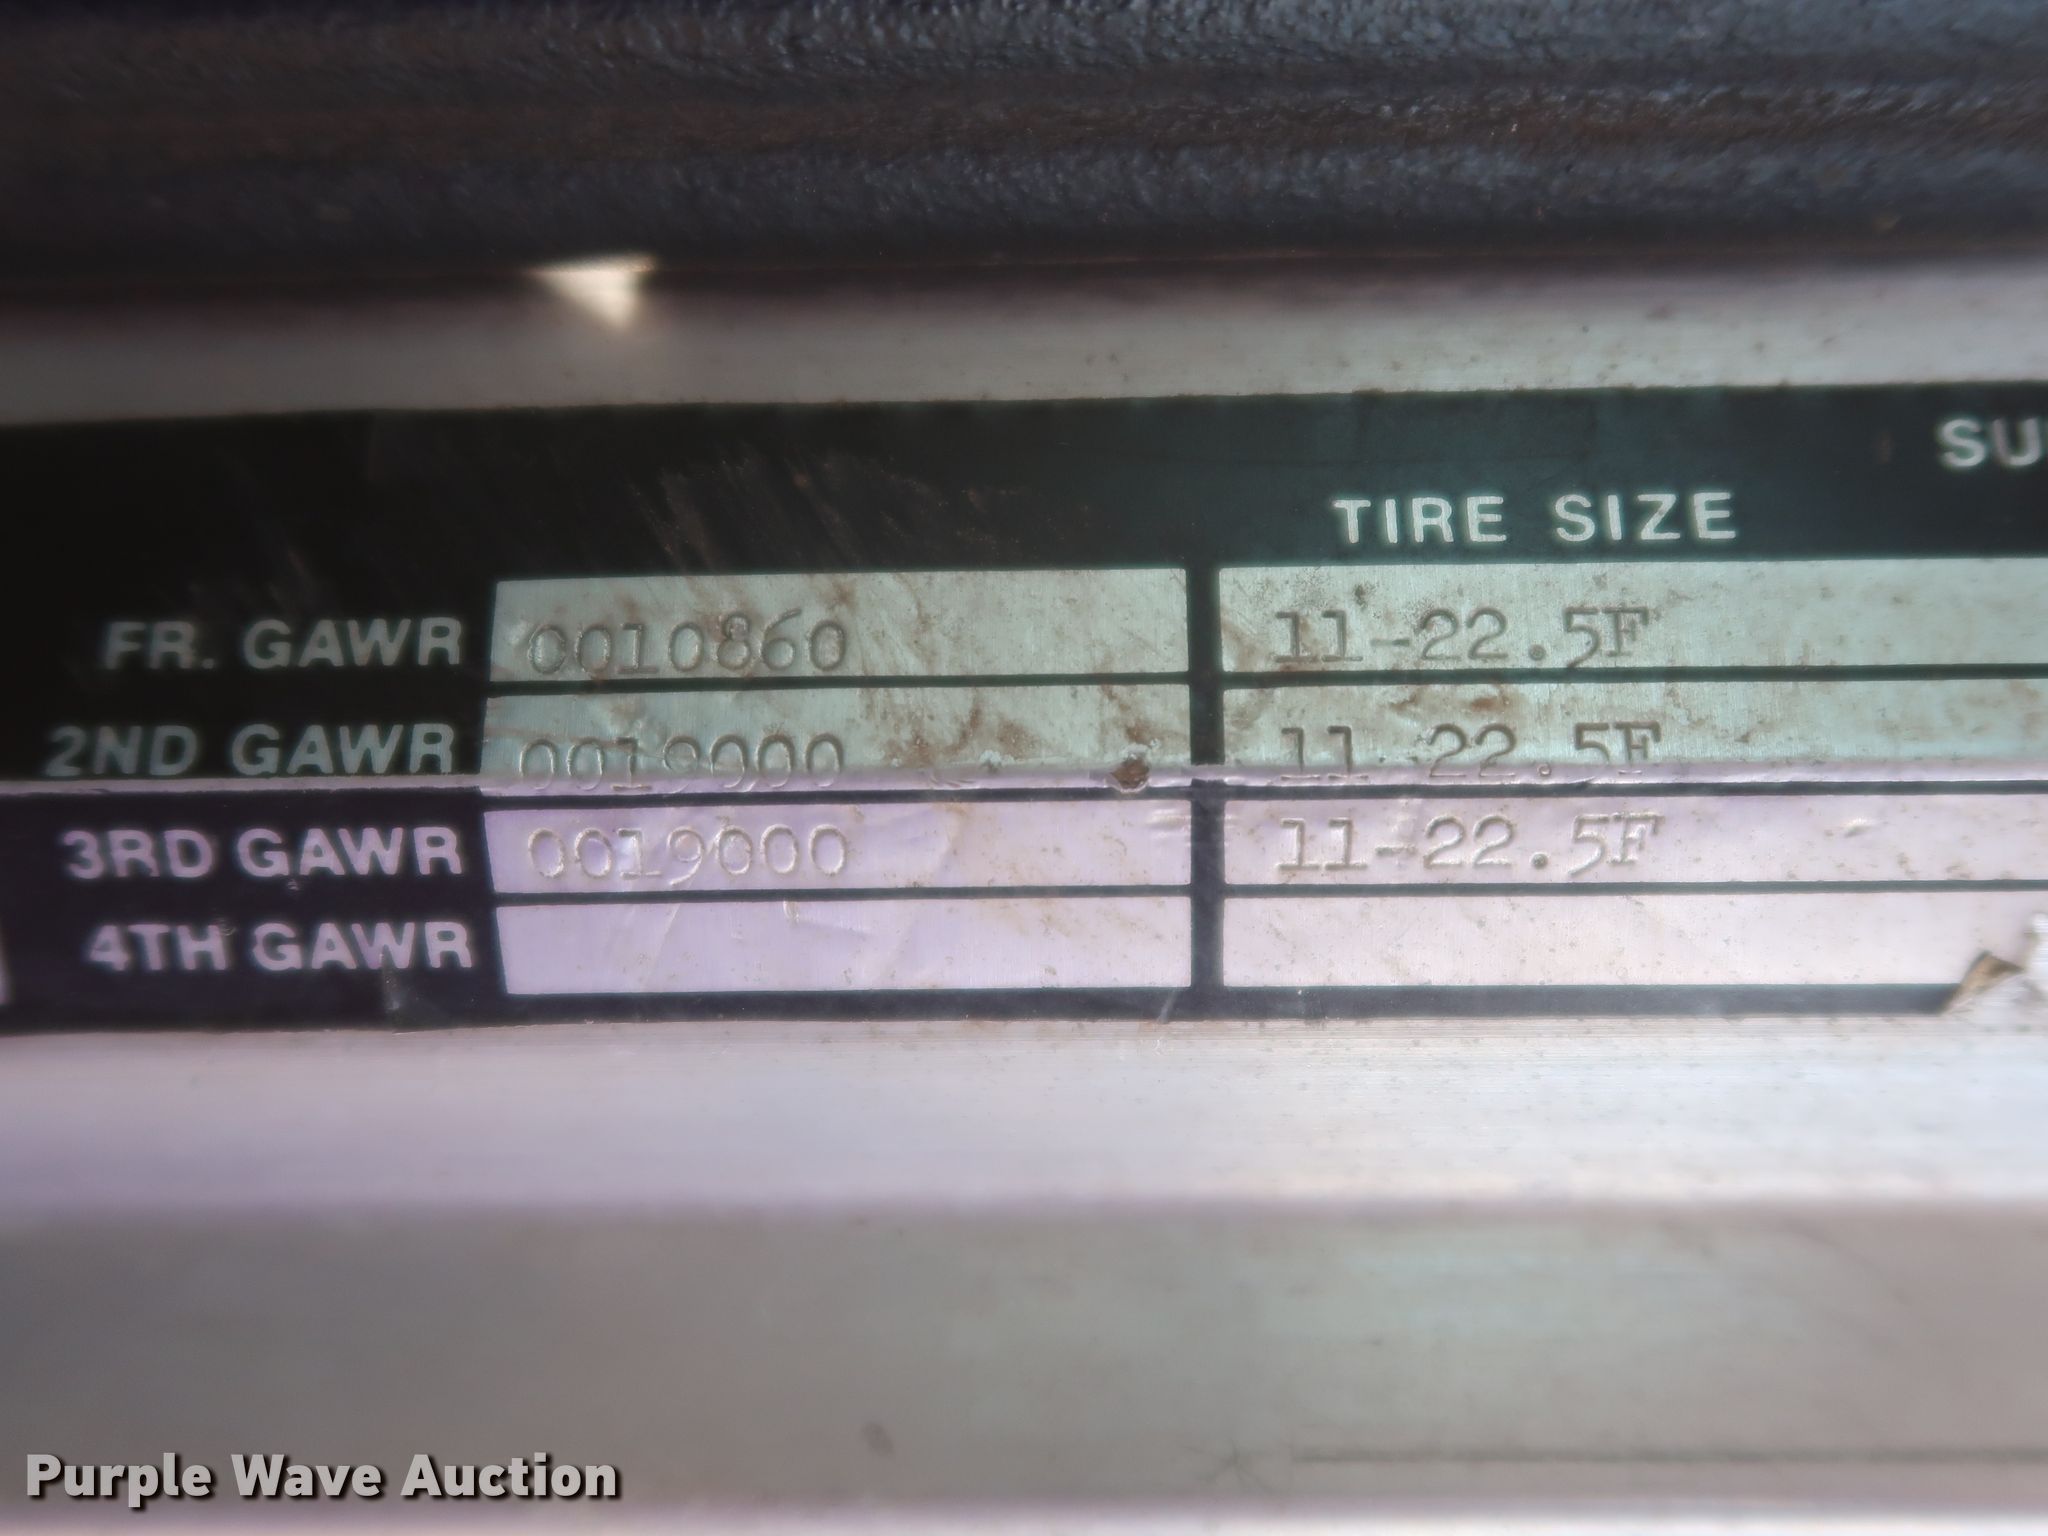 SU
TIRE SIZE
FR. GAWR 0010860 11-22.5F
2ND GAWR 0019000 11-22.5F
3RD GAWR 0019000 11-22.5F
4TH GAWR
Purple Wave Auction